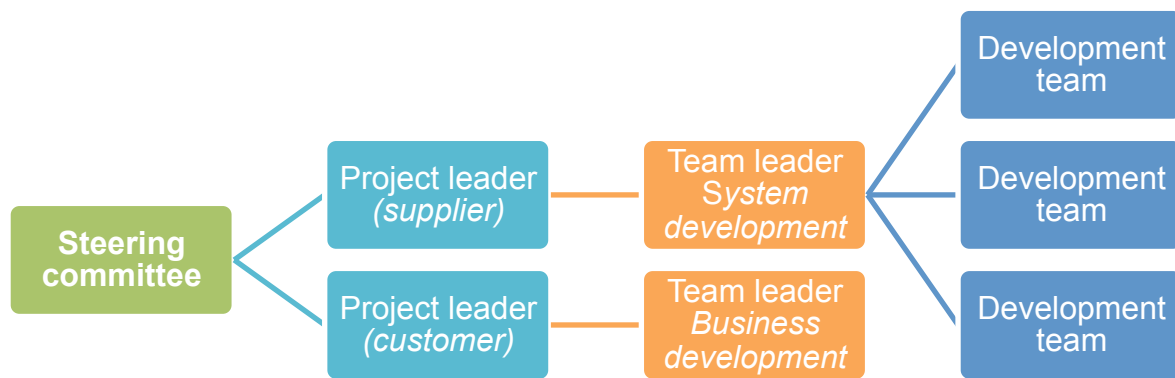 Steering
committee
Project leader
(supplier)
Project leader
(customer)
Team leader
System
development
Team leader
Business
development
Development
team
Development
team
Development
team